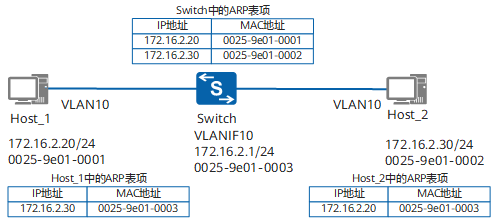 Switch中的ARP表项
IP地址 MAC地址
172.16.2.20 0025-9e01-0001
172.16.2.30 0025-9e01-0002
S
VLAN10 VLAN10
Host_1 Switch Host_2
VLANIF10
172.16.2.20/24 172.16.2.1/24 172.16.2.30/24
0025-9e01-0001 0025-9e01-0003 0025-9e01-0002
Host_1中的ARP表项
IP地址 MAC地址
172.16.2.30 0025-9e01-0003
Host_2中的ARP表项
IP地址 MAC地址
172.16.2.20 0025-9e01-0003